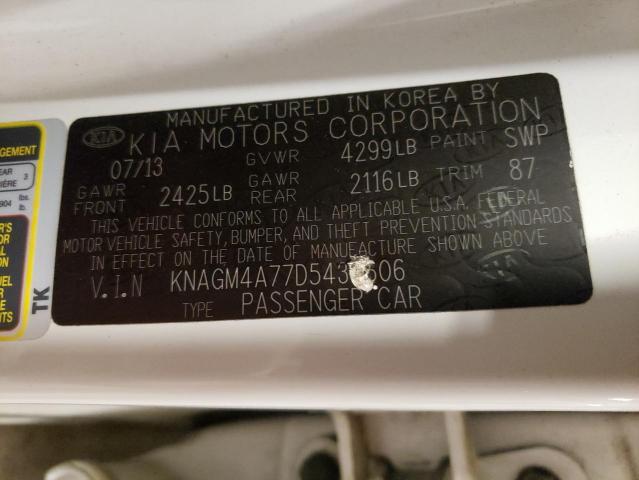 MANUFACTURED IN KOREA BY
KIA KIA MOTORS CORPORATION
07/13 GVWR 4299LB PAINT SWP
GAWR FRONT 2425LB GAWR REAR 2116LB TRIM 87
THIS VEHICLE CONFORMS TO ALL APPLICABLE U.S.A. FEDERAL
MOTOR VEHICLE SAFETY, BUMPER, AND THEFT PREVENTION STANDARDS
IN EFFECT ON THE DATE OF MANUFACTURE SHOWN ABOVE
V.I.N
TYPE PASSENGER CAR
TK